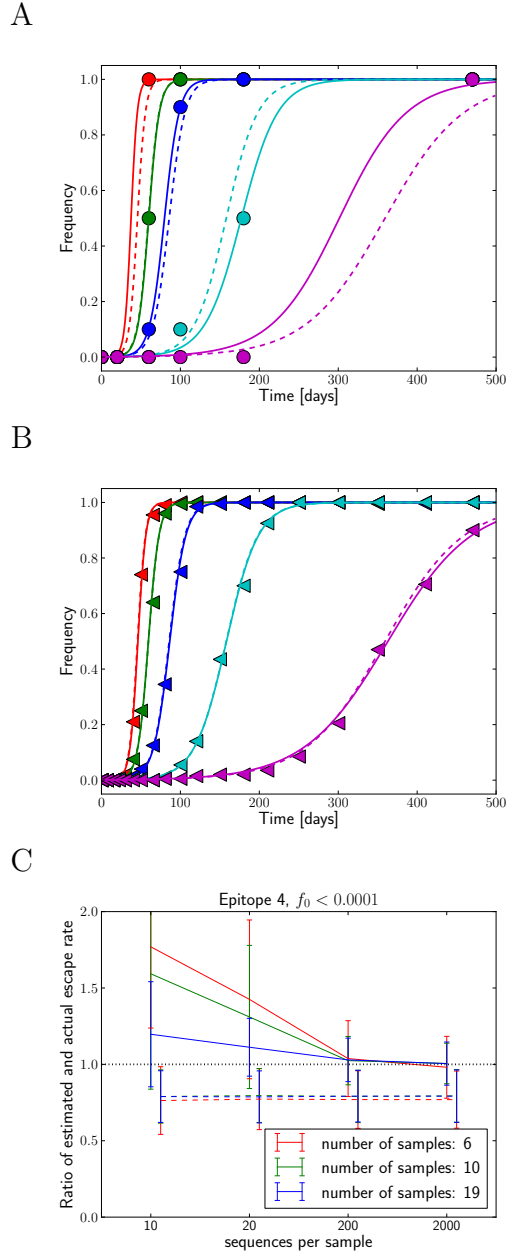 A
1.0
0.8
0.6
0.4
0.2
0.0
Frequency
0
100
200
300
400
500
Time [days]
B
1.0
0.8
0.6
0.4
0.2
0.0
Frequency
0
100
200
300
400
500
Time [days]
C
Epitope 4, f₀ < 0.0001
2.0
1.5
1.0
0.5
0.0
Ratio of estimated and actual escape rate
number of samples: 6
number of samples: 10
number of samples: 19
10
20
200
2000
sequences per sample